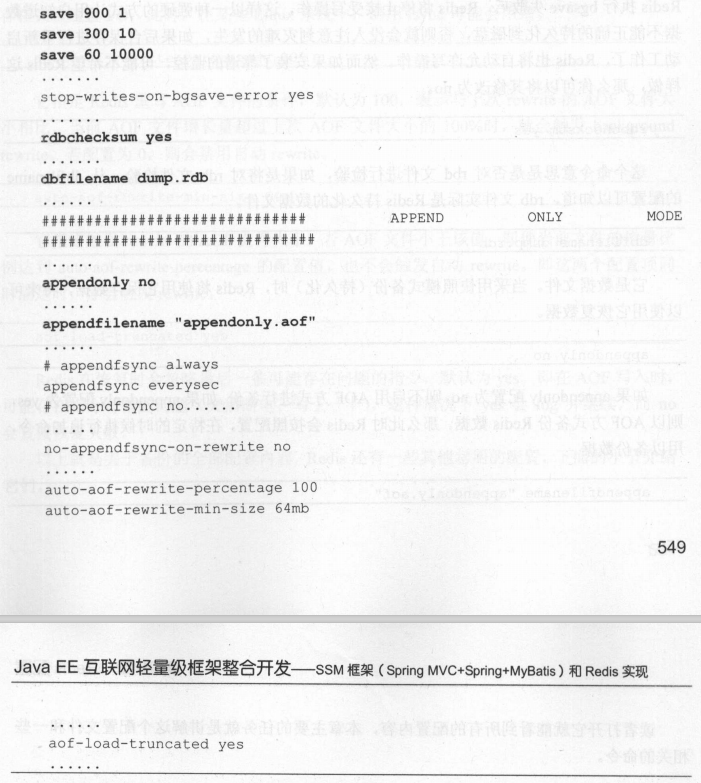 save 900 1
save 300 10
save 60 10000
.......
stop-writes-on-bgsave-error yes
.......
rdbchecksum yes
.......
dbfilename dump.rdb
.......
############################# APPEND ONLY MODE
##############################
......
appendonly no
......
appendfilename "appendonly.aof"
......
# appendfsync always
appendfsync everysec
# appendfsync no......
......
no-appendfsync-on-rewrite no
......
auto-aof-rewrite-percentage 100
auto-aof-rewrite-min-size 64mb
549
Java EE 互联网轻量级框架整合开发——SSM 框架（Spring MVC+Spring+MyBatis）和 Redis 实现
......
aof-load-truncated yes
......